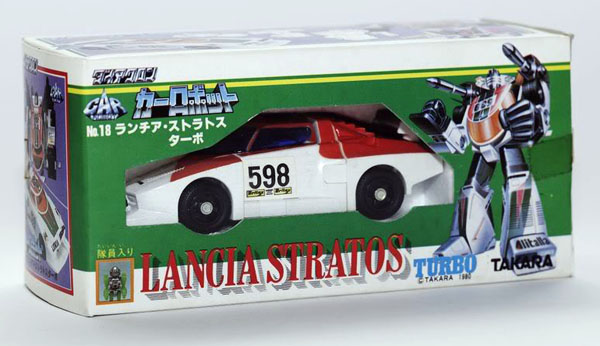 ダイアクロン
CAR
ROBOTS
カーロボット
No.18 ランチア・ストラトス
ターボ
598
隊員入り
LANCIA STRATOS
TURBO
© TAKARA 1980
TAKARA
Alitalia